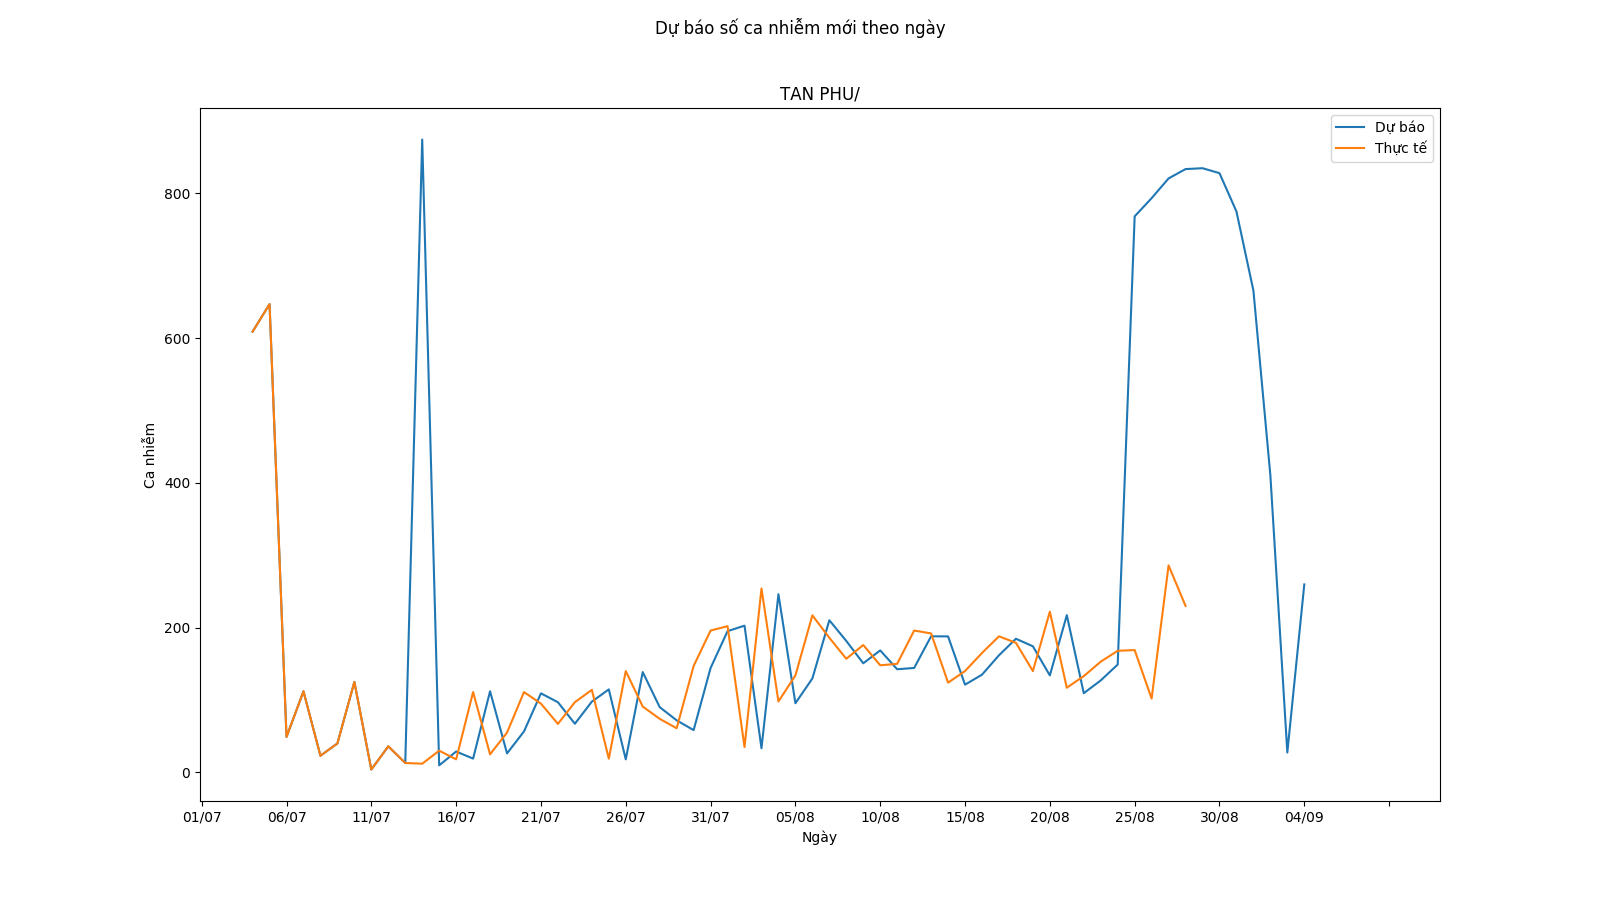 Dự báo số ca nhiễm mới theo ngày
TAN PHU/
Dự báo
Thực tế
800
600
400
200
0
Ca nhiễm
01/07 06/07 11/07 16/07 21/07 26/07 31/07 05/08 10/08 15/08 20/08 25/08 30/08 04/09
Ngày